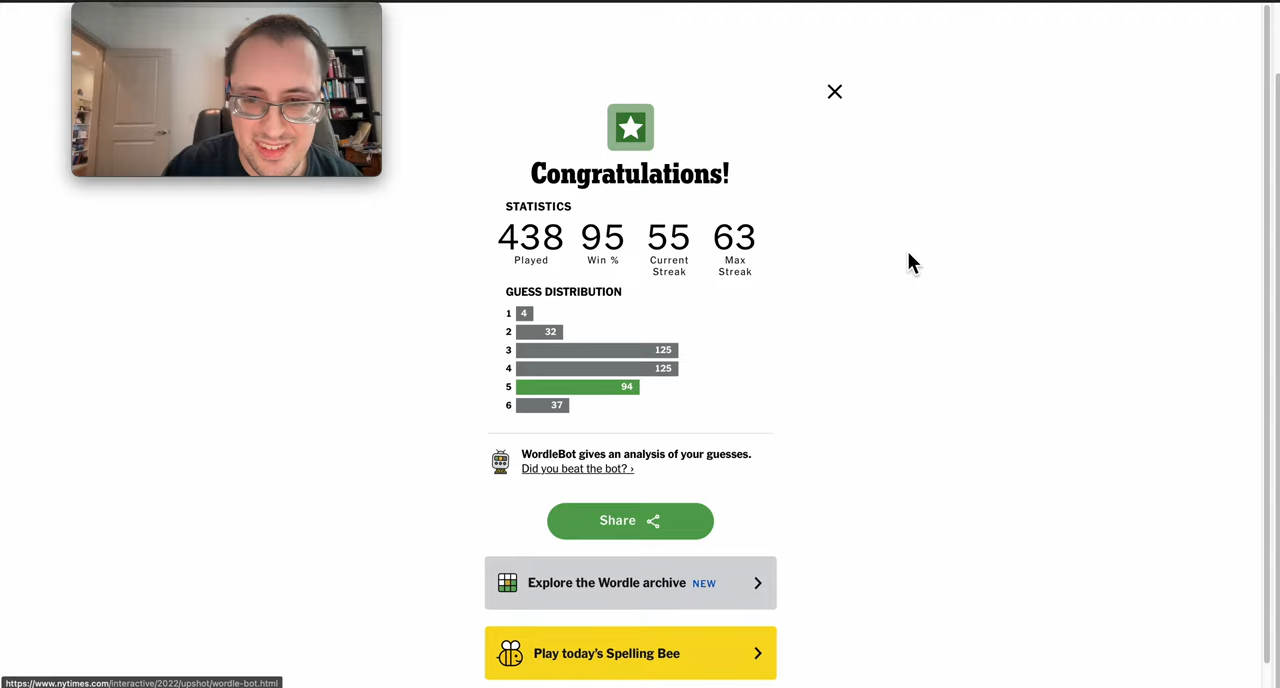 Congratulations!
STATISTICS
438 95 55 63
Played Win % Current Streak Max Streak
GUESS DISTRIBUTION
1 4
2 32
3 125
4 125
5 94
6 37
WordleBot gives an analysis of your guesses.
Did you beat the bot? ›
Share
Explore the Wordle archive NEW
Play today's Spelling Bee
https://www.nytimes.com/interactive/2022/upshot/wordle-bot.html